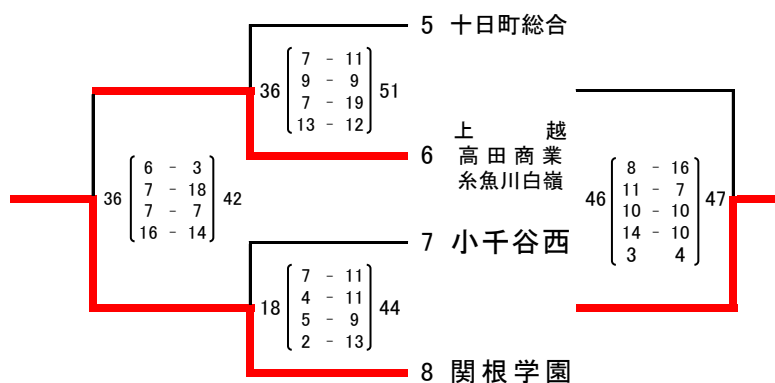 5 十日町総合
36 7 - 11 51
9 - 9
7 - 19
13 - 12
6 上 越
高田商業
糸魚川白嶺
36 6 - 3 42
7 - 18
7 - 7
16 - 14
46 8 - 16 47
11 - 7
10 - 10
14 - 10
3 4
7 小千谷西
18 7 - 11 44
4 - 11
5 - 9
2 - 13
8 関根学園